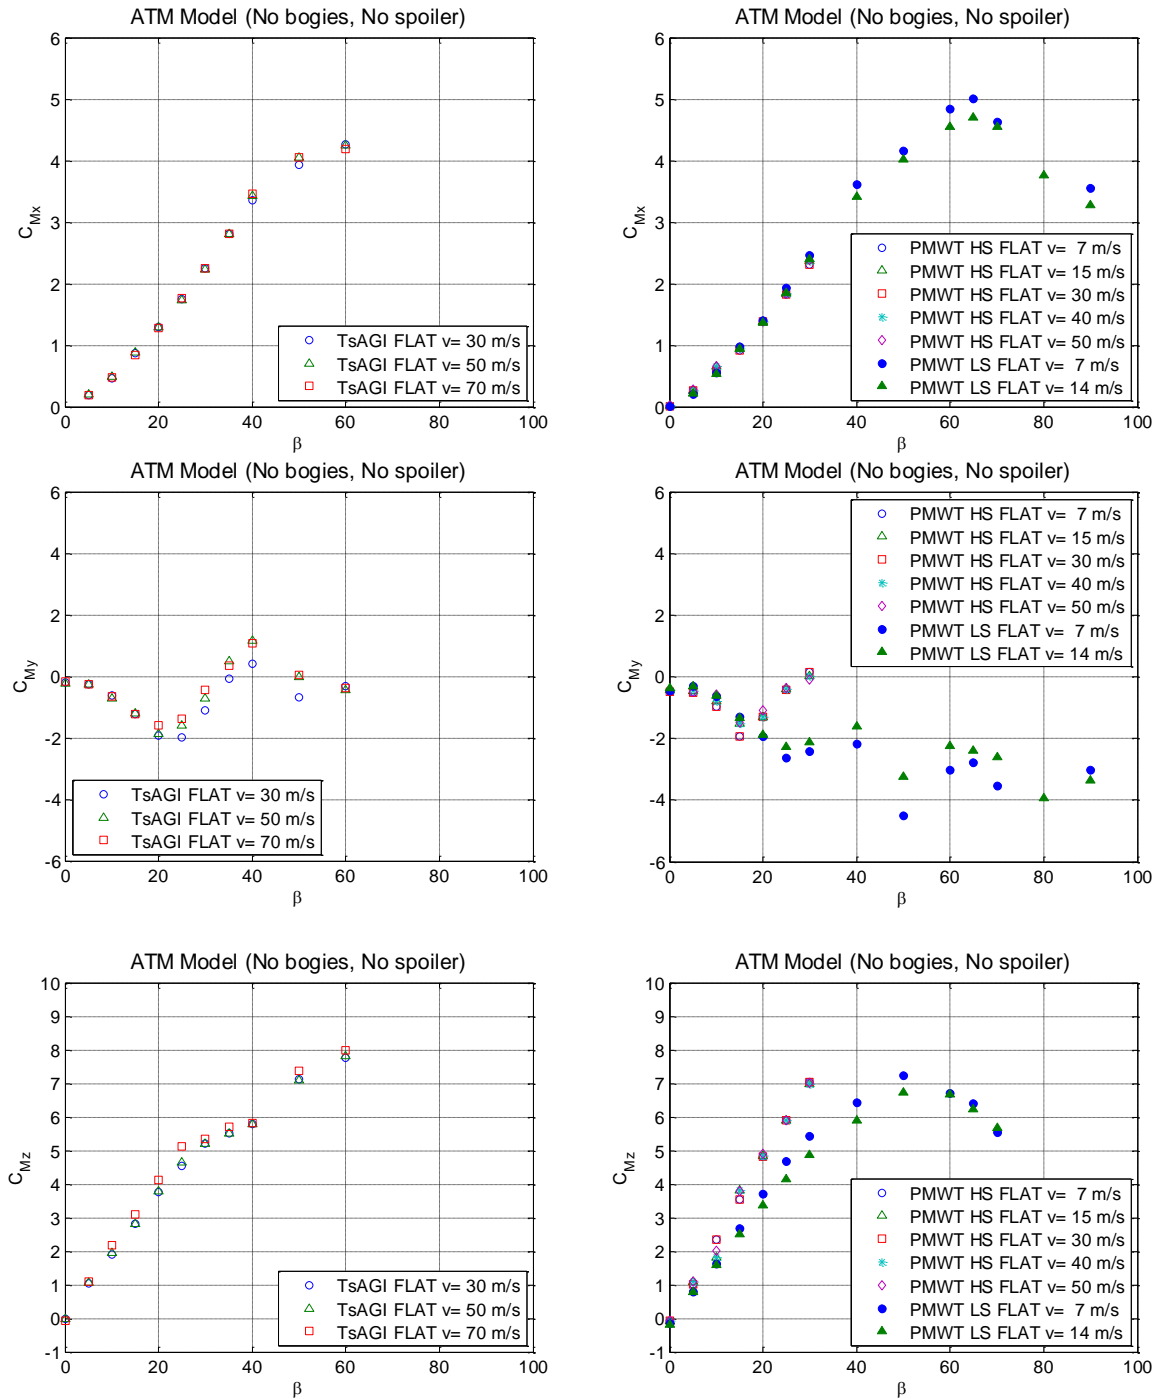 ATM Model (No bogies, No spoiler)
6
5
4
3
2
1
0
0 20 40 60 80 100
C_Mx
β
TsAGI FLAT v= 30 m/s
TsAGI FLAT v= 50 m/s
TsAGI FLAT v= 70 m/s
ATM Model (No bogies, No spoiler)
6
5
4
3
2
1
0
0 20 40 60 80 100
C_Mx
β
PMWT HS FLAT v= 7 m/s
PMWT HS FLAT v= 15 m/s
PMWT HS FLAT v= 30 m/s
PMWT HS FLAT v= 40 m/s
PMWT HS FLAT v= 50 m/s
PMWT LS FLAT v= 7 m/s
PMWT LS FLAT v= 14 m/s
ATM Model (No bogies, No spoiler)
6
4
2
0
-2
-4
-6
0 20 40 60 80 100
C_My
β
TsAGI FLAT v= 30 m/s
TsAGI FLAT v= 50 m/s
TsAGI FLAT v= 70 m/s
ATM Model (No bogies, No spoiler)
6
4
2
0
-2
-4
-6
0 20 40 60 80 100
C_My
β
PMWT HS FLAT v= 7 m/s
PMWT HS FLAT v= 15 m/s
PMWT HS FLAT v= 30 m/s
PMWT HS FLAT v= 40 m/s
PMWT HS FLAT v= 50 m/s
PMWT LS FLAT v= 7 m/s
PMWT LS FLAT v= 14 m/s
ATM Model (No bogies, No spoiler)
10
9
8
7
6
5
4
3
2
1
0
-1
0 20 40 60 80 100
C_Mz
β
TsAGI FLAT v= 30 m/s
TsAGI FLAT v= 50 m/s
TsAGI FLAT v= 70 m/s
ATM Model (No bogies, No spoiler)
10
9
8
7
6
5
4
3
2
1
0
-1
0 20 40 60 80 100
C_Mz
β
PMWT HS FLAT v= 7 m/s
PMWT HS FLAT v= 15 m/s
PMWT HS FLAT v= 30 m/s
PMWT HS FLAT v= 40 m/s
PMWT HS FLAT v= 50 m/s
PMWT LS FLAT v= 7 m/s
PMWT LS FLAT v= 14 m/s